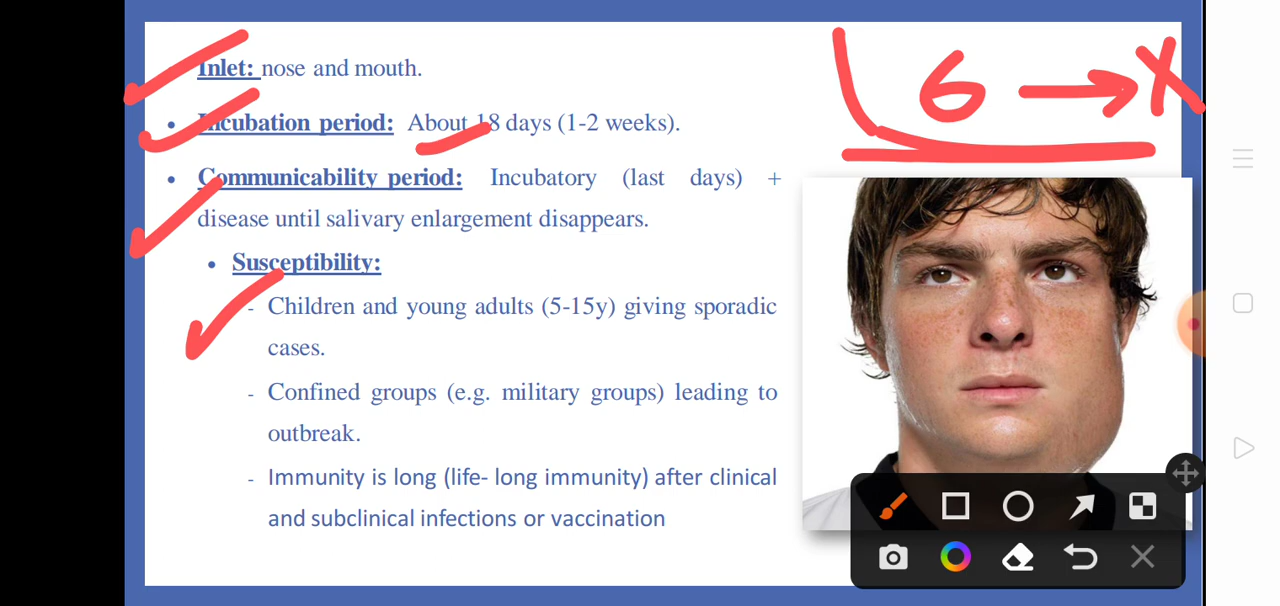 Inlet: nose and mouth.
• Incubation period: About 18 days (1-2 weeks).
• Communicability period: Incubatory (last days) +
disease until salivary enlargement disappears.
• Susceptibility:
- Children and young adults (5-15y) giving sporadic
cases.
- Confined groups (e.g. military groups) leading to
outbreak.
- Immunity is long (life- long immunity) after clinical
and subclinical infections or vaccination
6 → X